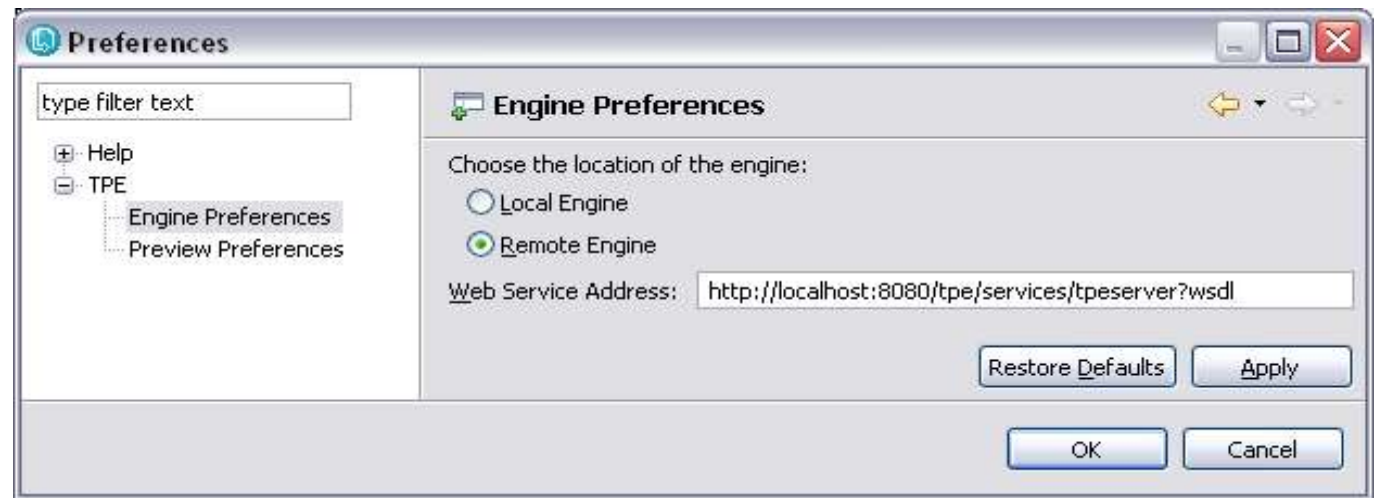 Preferences
type filter text
Help
TPE
Engine Preferences
Preview Preferences
Engine Preferences
Choose the location of the engine:
Local Engine
Remote Engine
Web Service Address: http://localhost:8080/tpe/services/tpeserver?wsdl
Restore Defaults Apply
OK Cancel